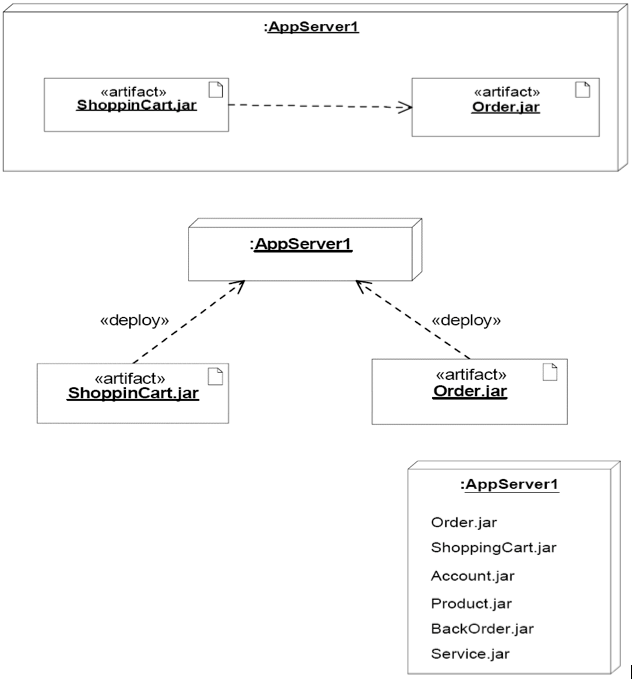 :AppServer1
«artifact»
ShoppinCart.jar
«artifact»
Order.jar
:AppServer1
«deploy»
«deploy»
«artifact»
ShoppinCart.jar
«artifact»
Order.jar
:AppServer1
Order.jar
ShoppingCart.jar
Account.jar
Product.jar
BackOrder.jar
Service.jar